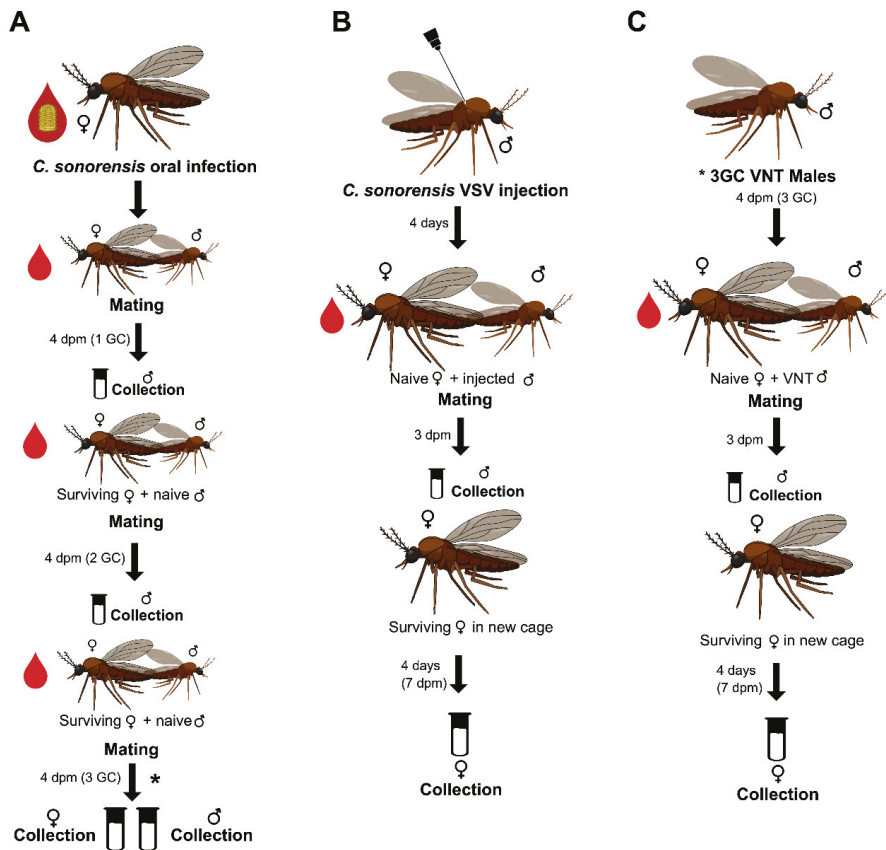 A
♀
C. sonorensis oral infection
♀ ♂
Mating
4 dpm (1 GC)
♂
Collection
♀ ♂
Surviving ♀ + naive ♂
Mating
4 dpm (2 GC)
♂
Collection
♀ ♂
Surviving ♀ + naive ♂
Mating
4 dpm (3 GC) *
♀ ♂
Collection Collection
B
♂
C. sonorensis VSV injection
4 days
♀ ♂
Naive ♀ + injected ♂
Mating
3 dpm
♂
Collection
♀
Surviving ♀ in new cage
4 days
(7 dpm)
♀
Collection
C
♂
* 3GC VNT Males
4 dpm (3 GC)
♀ ♂
Naive ♀ + VNT ♂
Mating
3 dpm
♂
Collection
♀
Surviving ♀ in new cage
4 days
(7 dpm)
♀
Collection